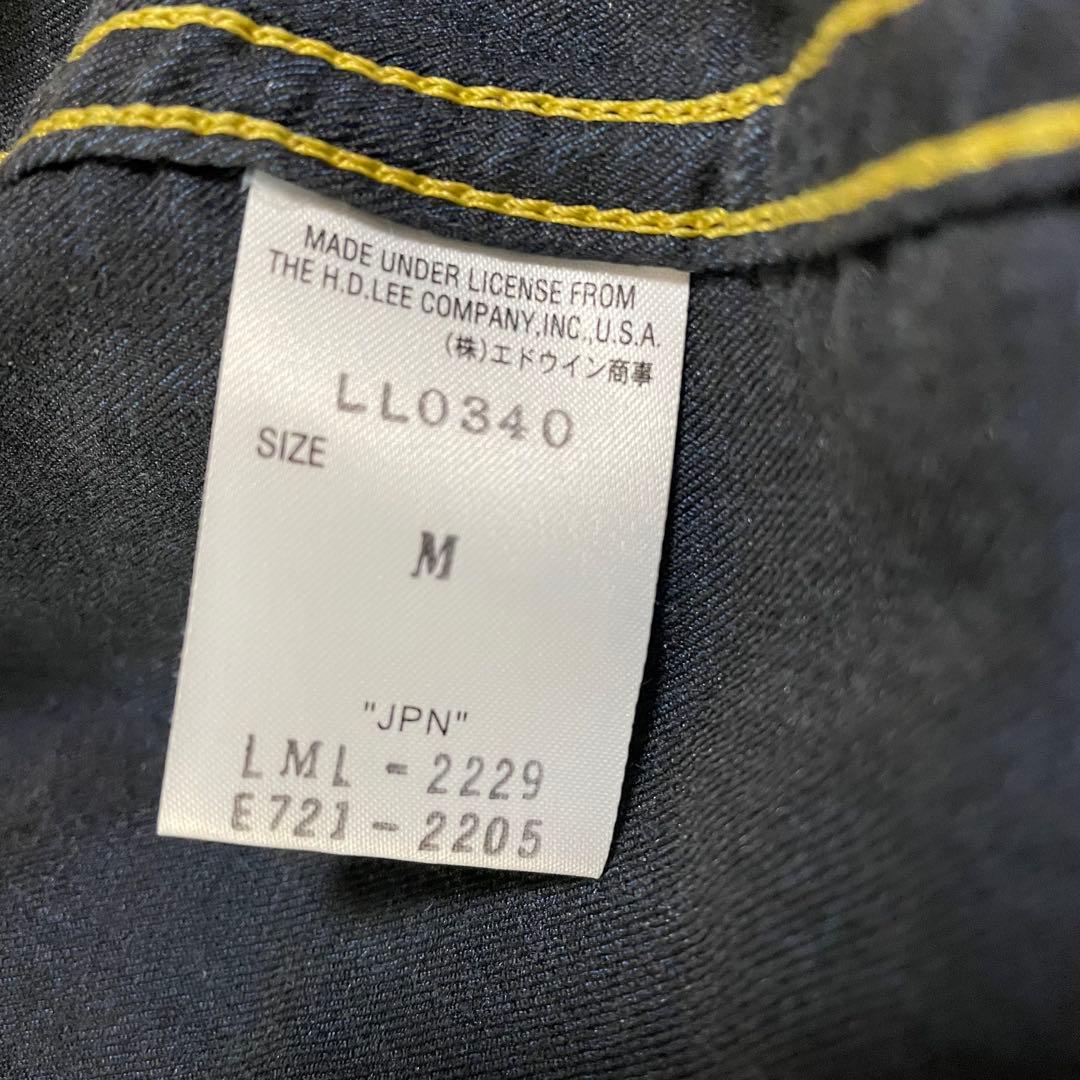 MADE UNDER LICENSE FROM
THE H.D.LEE COMPANY,INC.,U.S.A.
(株)エドウイン商事
LL0340
SIZE
M
"JPN"
LML-2229
E721-2205